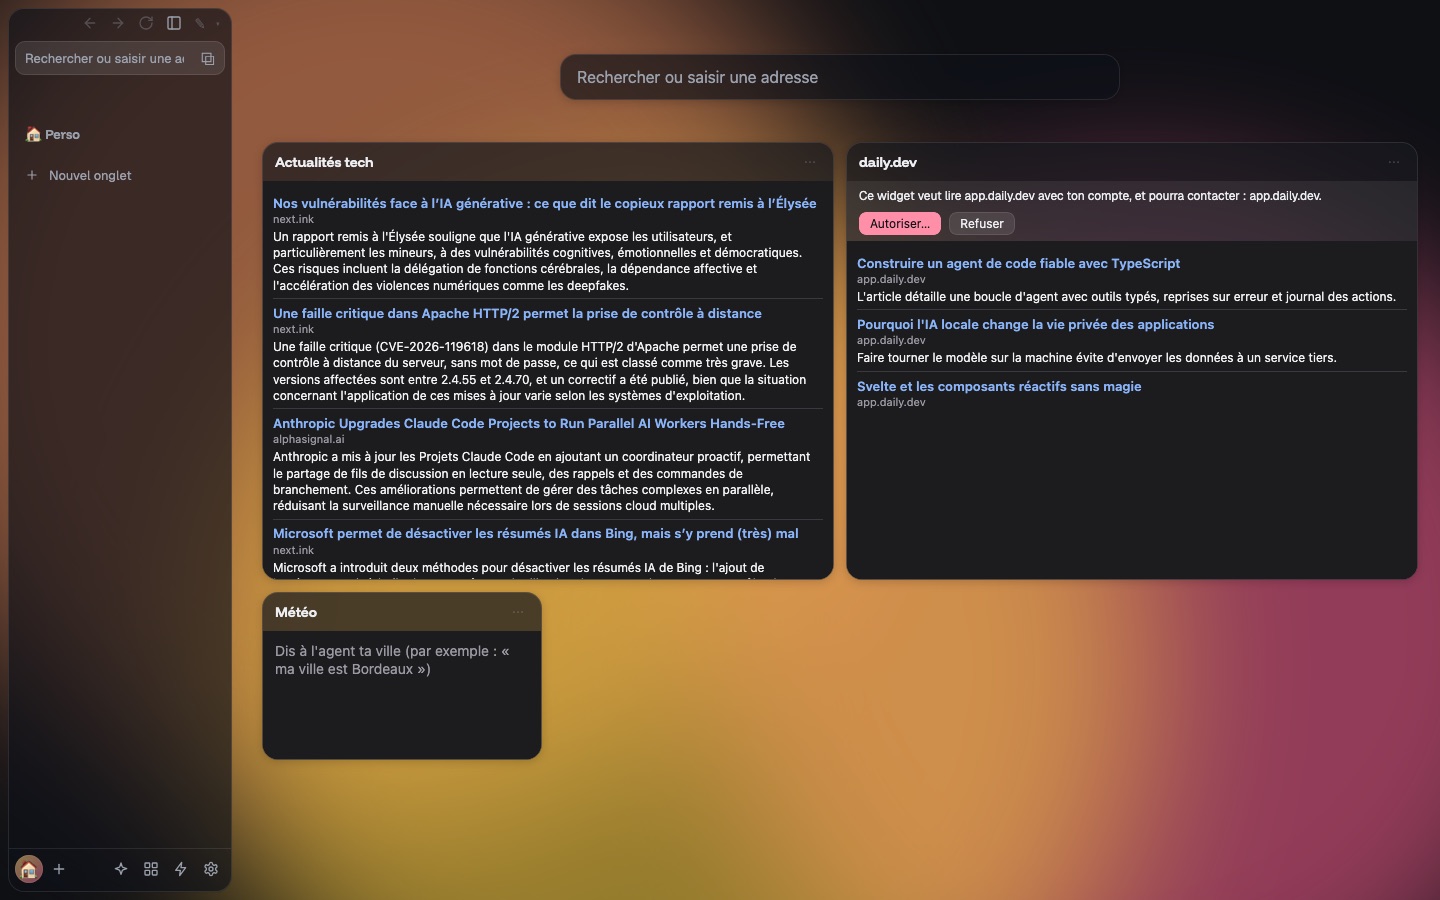 Rechercher ou saisir une a
Perso
Nouvel onglet
Rechercher ou saisir une adresse
Actualités tech
Nos vulnérabilités face à l’IA générative : ce que dit le copieux rapport remis à l’Élysée
next.ink
Un rapport remis à l'Élysée souligne que l'IA générative expose les utilisateurs, et
particulièrement les mineurs, à des vulnérabilités cognitives, émotionnelles et démocratiques.
Ces risques incluent la délégation de fonctions cérébrales, la dépendance affective et
l'accélération des violences numériques comme les deepfakes.
Une faille critique dans Apache HTTP/2 permet la prise de contrôle à distance
next.ink
Une faille critique (CVE-2026-119618) dans le module HTTP/2 d'Apache permet une prise de
contrôle à distance du serveur, sans mot de passe, ce qui est classé comme très grave. Les
versions affectées sont entre 2.4.55 et 2.4.70, et un correctif a été publié, bien que la situation
concernant l'application de ces mises à jour varie selon les systèmes d'exploitation.
Anthropic Upgrades Claude Code Projects to Run Parallel AI Workers Hands-Free
alphasignal.ai
Anthropic a mis à jour les Projets Claude Code en ajoutant un coordinateur proactif, permettant
le partage de fils de discussion en lecture seule, des rappels et des commandes de
branchement. Ces améliorations permettent de gérer des tâches complexes en parallèle,
réduisant la surveillance manuelle nécessaire lors de sessions cloud multiples.
Microsoft permet de désactiver les résumés IA dans Bing, mais s’y prend (très) mal
next.ink
Microsoft a introduit deux méthodes pour désactiver les résumés IA de Bing : l'ajout de
daily.dev
Ce widget veut lire app.daily.dev avec ton compte, et pourra contacter : app.daily.dev.
Autoriser...
Refuser
Construire un agent de code fiable avec TypeScript
app.daily.dev
L'article détaille une boucle d'agent avec outils typés, reprises sur erreur et journal des actions.
Pourquoi l'IA locale change la vie privée des applications
app.daily.dev
Faire tourner le modèle sur la machine évite d'envoyer les données à un service tiers.
Svelte et les composants réactifs sans magie
app.daily.dev
Météo
Dis à l'agent ta ville (par exemple : «
ma ville est Bordeaux »)